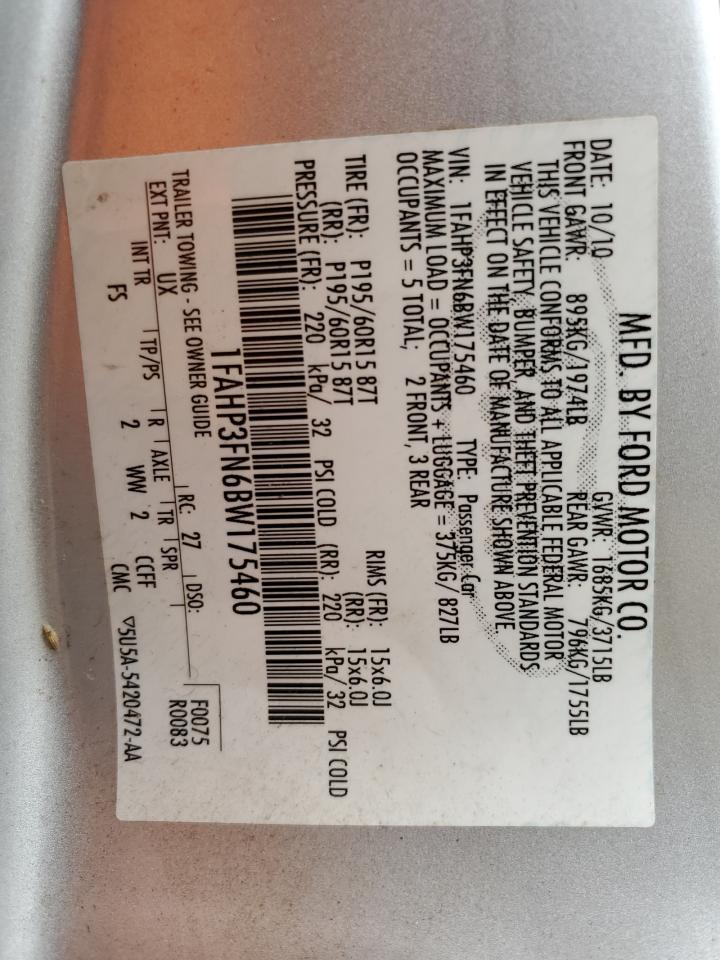 MFD. BY FORD MOTOR CO.
DATE: 10/10 GVWR: 1685KG/3715LB
FRONT GAWR: 893KG/1974LB REAR GAWR: 796KG/1755LB
THIS VEHICLE CONFORMS TO ALL APPLICABLE FEDERAL MOTOR
VEHICLE SAFETY, BUMPER, AND THEFT PREVENTION STANDARDS
IN EFFECT ON THE DATE OF MANUFACTURE SHOWN ABOVE.
VIN: 1FAHP3FN6BW175460 TYPE: Passenger Car
MAXIMUM LOAD = OCCUPANTS + LUGGAGE = 375KG/ 827LB
OCCUPANTS = 5 TOTAL; 2 FRONT, 3 REAR
TIRE (FR): P195/60R15 87T RIMS (FR): 15x6.0J
(RR): P195/60R15 87T (RR): 15x6.0J
PRESSURE (FR): 220 kPa/ 32 PSI COLD (RR): 220 kPa/ 32 PSI COLD
1FAHP3FN6BW175460
TRAILER TOWING - SEE OWNER GUIDE RC: 27 DSO: F0075
EXT PNT: UX R0083
INT TR TP/PS R AXLE TR SPR
FS 2 WW 2 CCFF
CMC ▽5U5A-5420472-AA